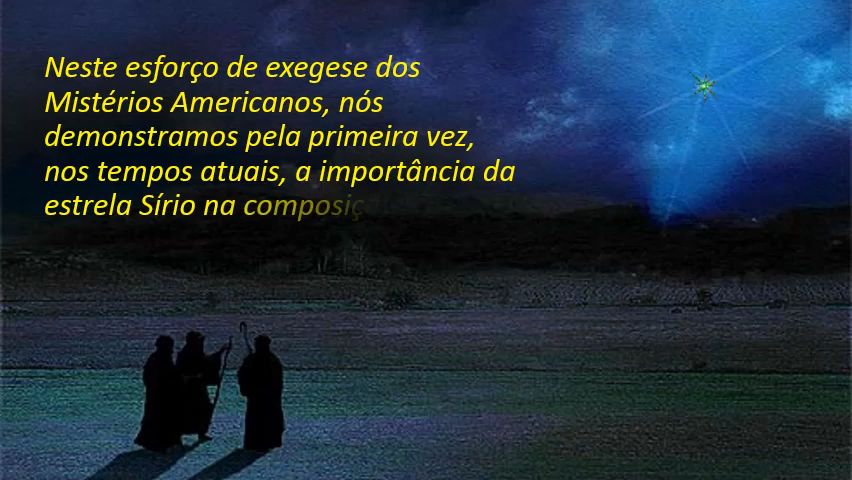 Neste esforço de exegese dos
Mistérios Americanos, nós
demonstramos pela primeira vez,
nos tempos atuais, a importância da
estrela Sírio na composiç